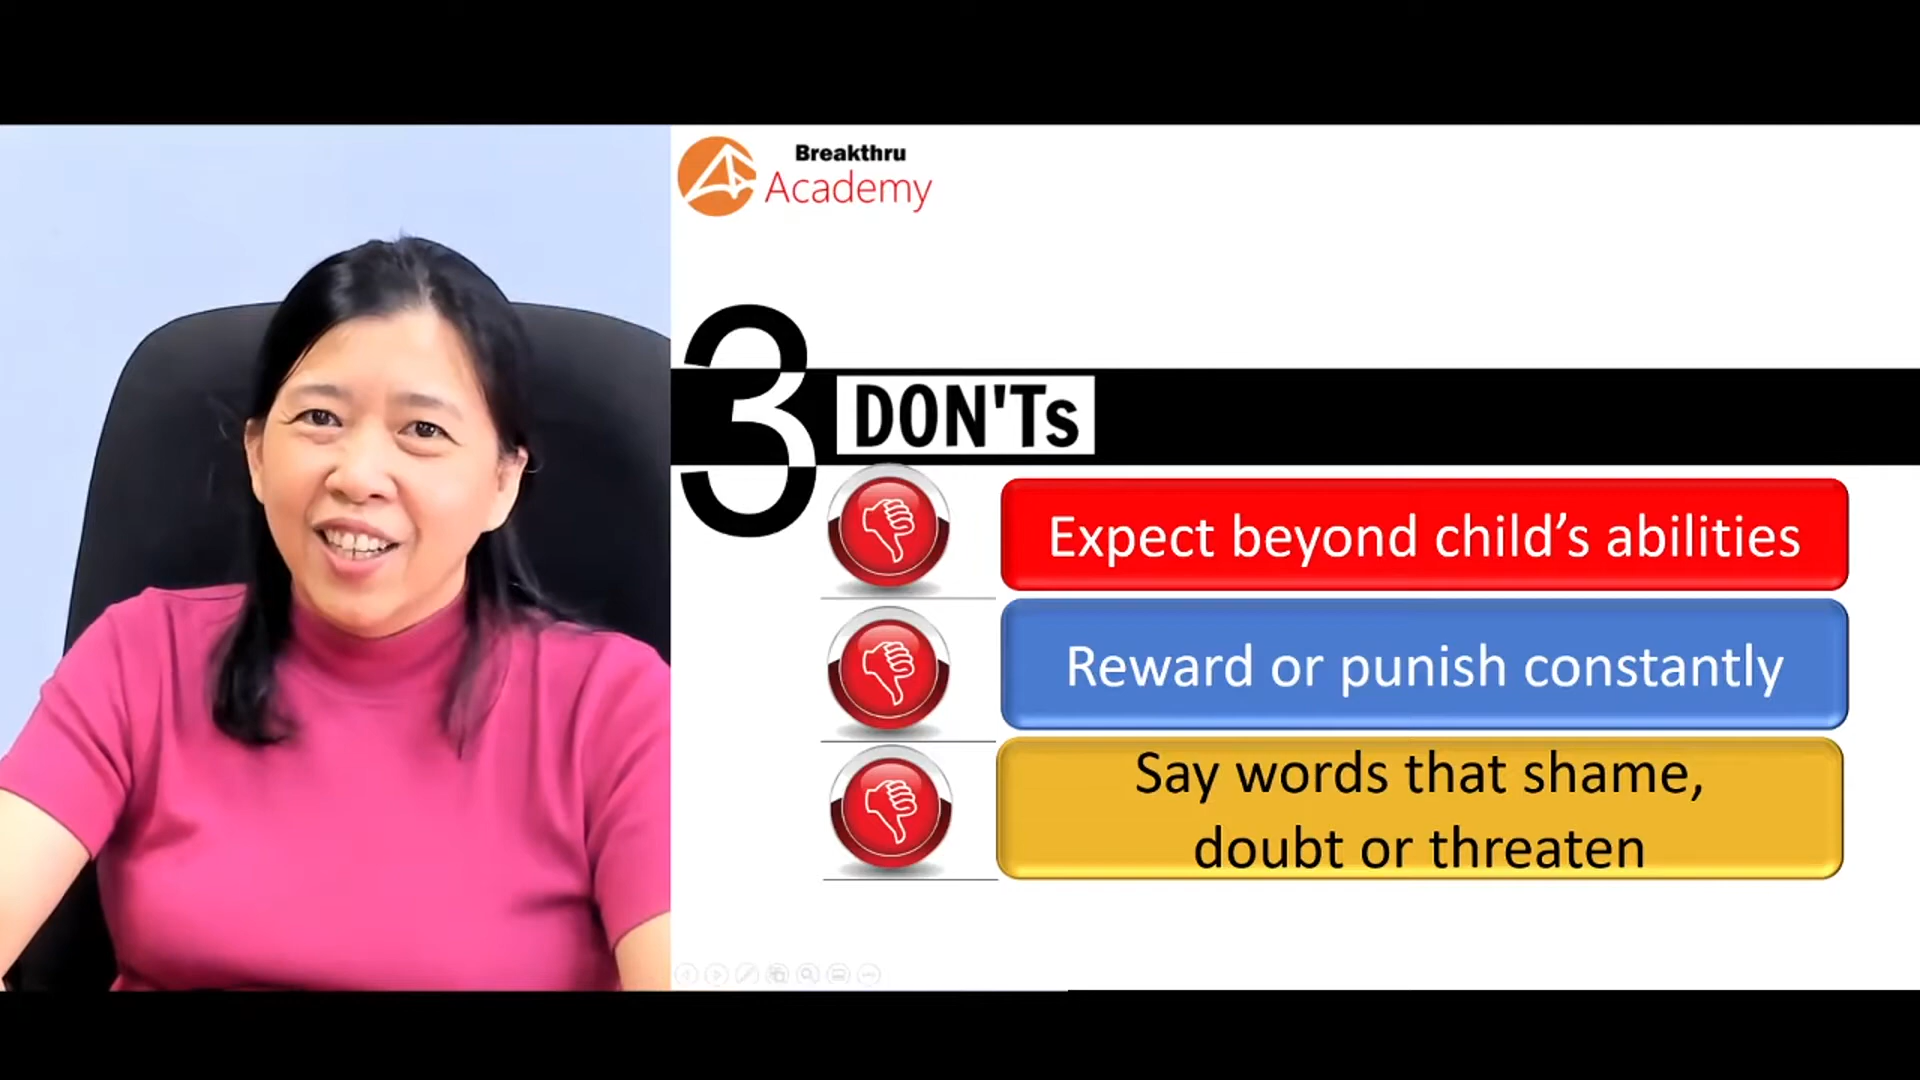 Breakthru
Academy
3
DON'Ts
Expect beyond child’s abilities
Reward or punish constantly
Say words that shame,
doubt or threaten